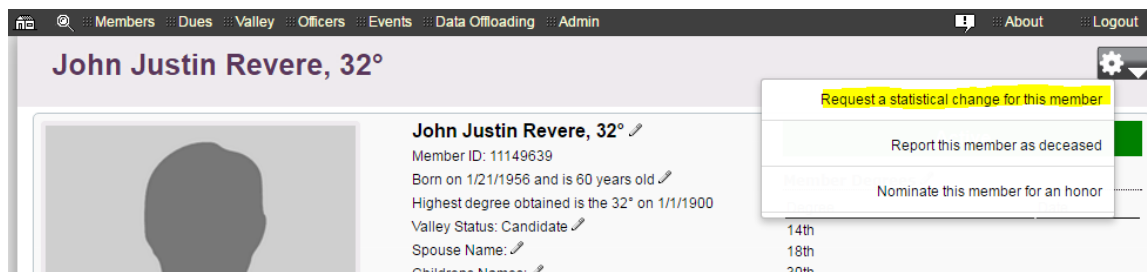 Members Dues Valley Officers Events Data Offloading Admin About Logout
John Justin Revere, 32°
Request a statistical change for this member
Report this member as deceased
Nominate this member for an honor
John Justin Revere, 32°
Member ID: 11149639
Born on 1/21/1956 and is 60 years old
Highest degree obtained is the 32° on 1/1/1900
Valley Status: Candidate
Spouse Name:
Childrens Names:
14th
18th
30th